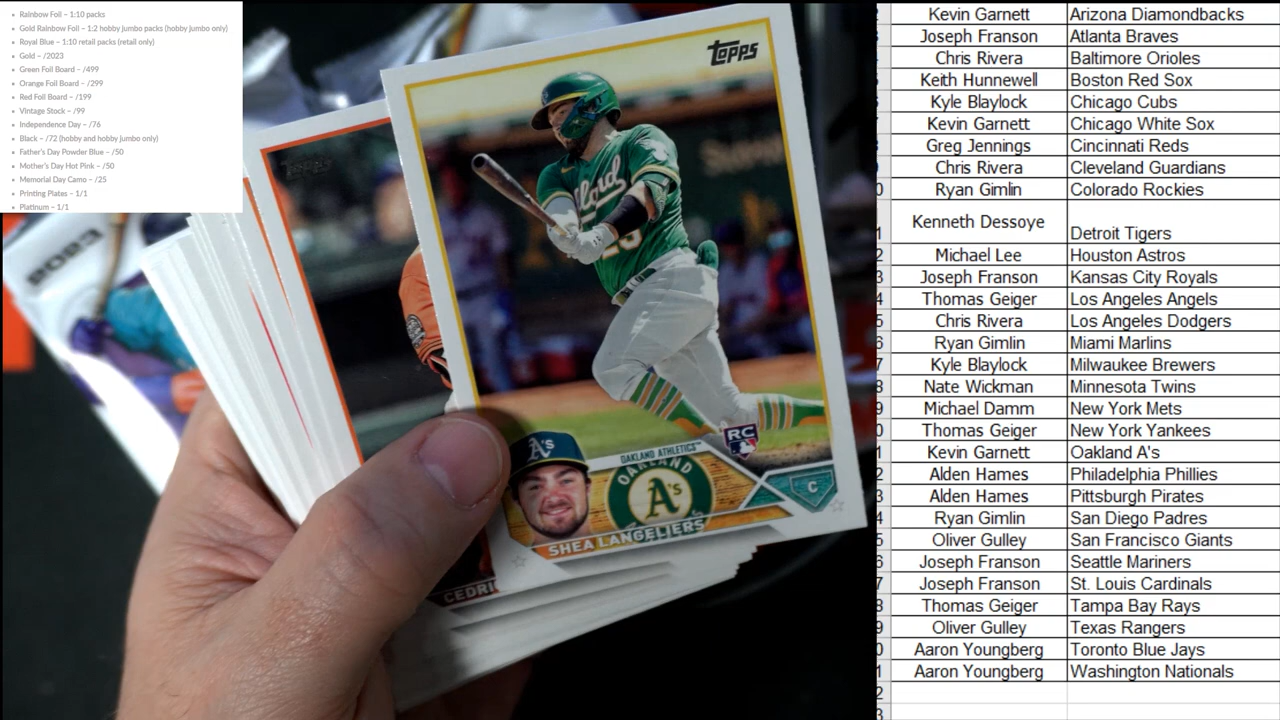 • Rainbow Foil – 1:10 packs
• Gold Rainbow Foil – 1:2 hobby jumbo packs (hobby jumbo only)
• Royal Blue – 1:10 retail packs (retail only)
• Gold – /2023
• Green Foil Board – /499
• Orange Foil Board – /299
• Red Foil Board – /199
• Vintage Stock – /99
• Independence Day – /76
• Black – /72 (hobby and hobby jumbo only)
• Father's Day Powder Blue – /50
• Mother's Day Hot Pink – /50
• Memorial Day Camo – /25
• Printing Plates – 1/1
• Platinum – 1/1
topps
topps
2023
RC
A's
OAKLAND ATHLETICS
OAKLAND
A's
C
SHEA LANGELIERS
CEDRI
Kevin Garnett Arizona Diamondbacks
Joseph Franson Atlanta Braves
Chris Rivera Baltimore Orioles
Keith Hunnewell Boston Red Sox
Kyle Blaylock Chicago Cubs
Kevin Garnett Chicago White Sox
Greg Jennings Cincinnati Reds
Chris Rivera Cleveland Guardians
Ryan Gimlin Colorado Rockies
Kenneth Dessoye Detroit Tigers
Michael Lee Houston Astros
Joseph Franson Kansas City Royals
Thomas Geiger Los Angeles Angels
Chris Rivera Los Angeles Dodgers
Ryan Gimlin Miami Marlins
Kyle Blaylock Milwaukee Brewers
Nate Wickman Minnesota Twins
Michael Damm New York Mets
Thomas Geiger New York Yankees
Kevin Garnett Oakland A's
Alden Hames Philadelphia Phillies
Alden Hames Pittsburgh Pirates
Ryan Gimlin San Diego Padres
Oliver Gulley San Francisco Giants
Joseph Franson Seattle Mariners
Joseph Franson St. Louis Cardinals
Thomas Geiger Tampa Bay Rays
Oliver Gulley Texas Rangers
Aaron Youngberg Toronto Blue Jays
Aaron Youngberg Washington Nationals